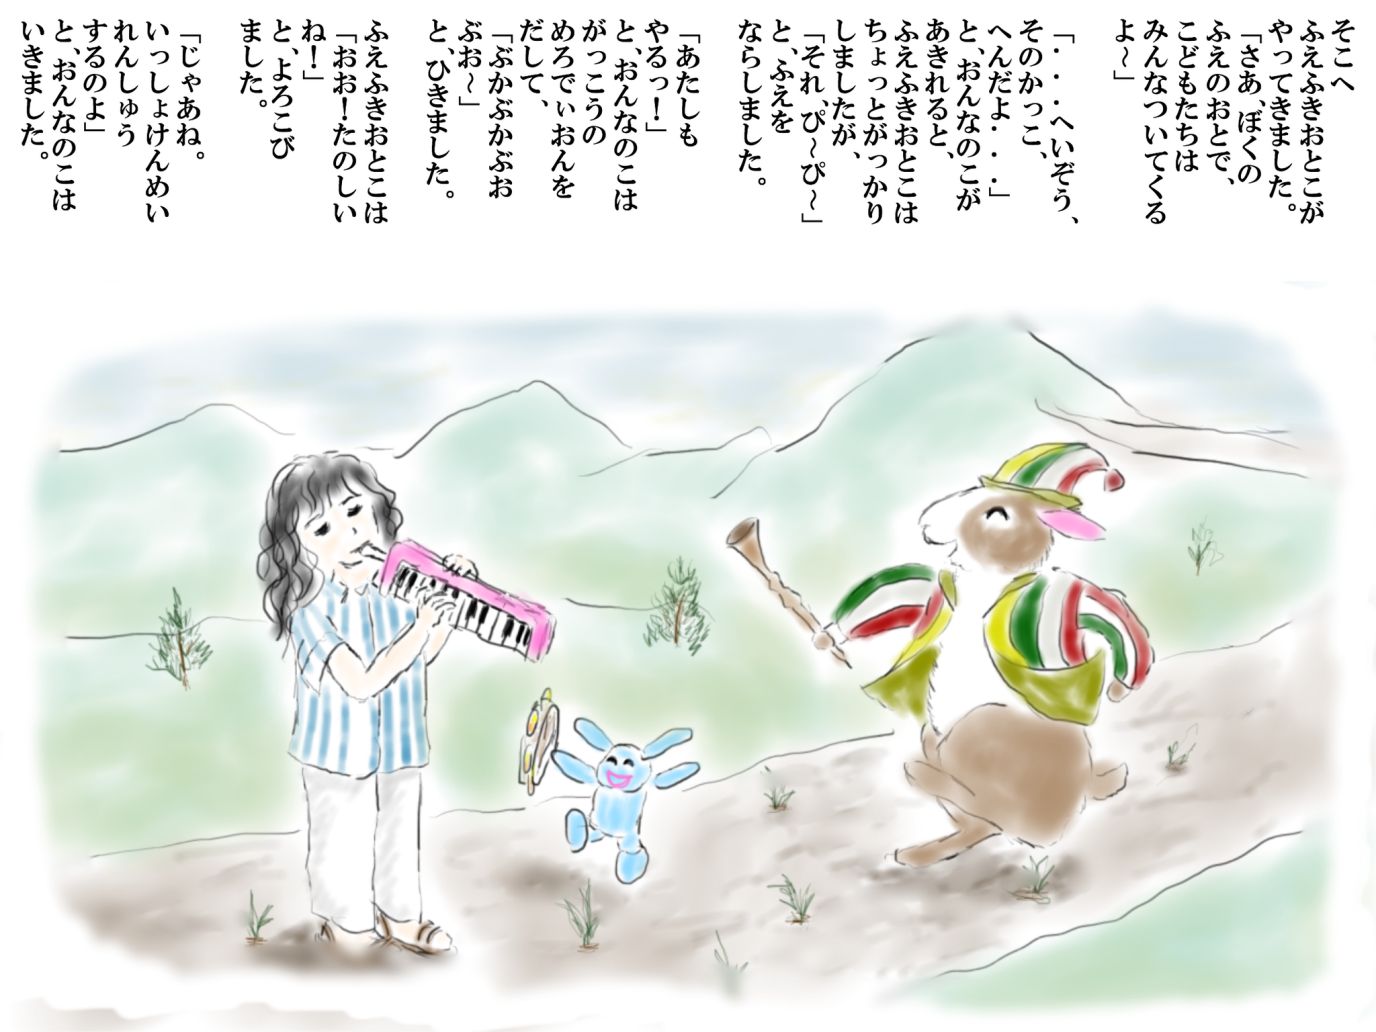 そこへ
ふえふきおとこが
やってきました。
「さあ、ぼくの
ふえのおとで、
こどもたちは
みんなついてくる
よ～」
「・・・へいぞう、
そのかっこ、
へんだよ・・・」
と、おんなのこが
あきれると、
ふえふきおとこは
ちょっとがっかり
しましたが、
「それ、ぴ～ぴ～」
と、ふえを
ならしました。
「あたしも
やるっ！」
と、おんなのこは
がっこうの
めろでぃおんを
だして、
「ぶかぶかぶお
ぶお～」
と、ひきました。
ふえふきおとこは
「おお！たのしい
ね！」
と、よろこび
ました。
「じゃあね。
いっしょけんめい
れんしゅう
するのよ」
と、おんなのこは
いきました。